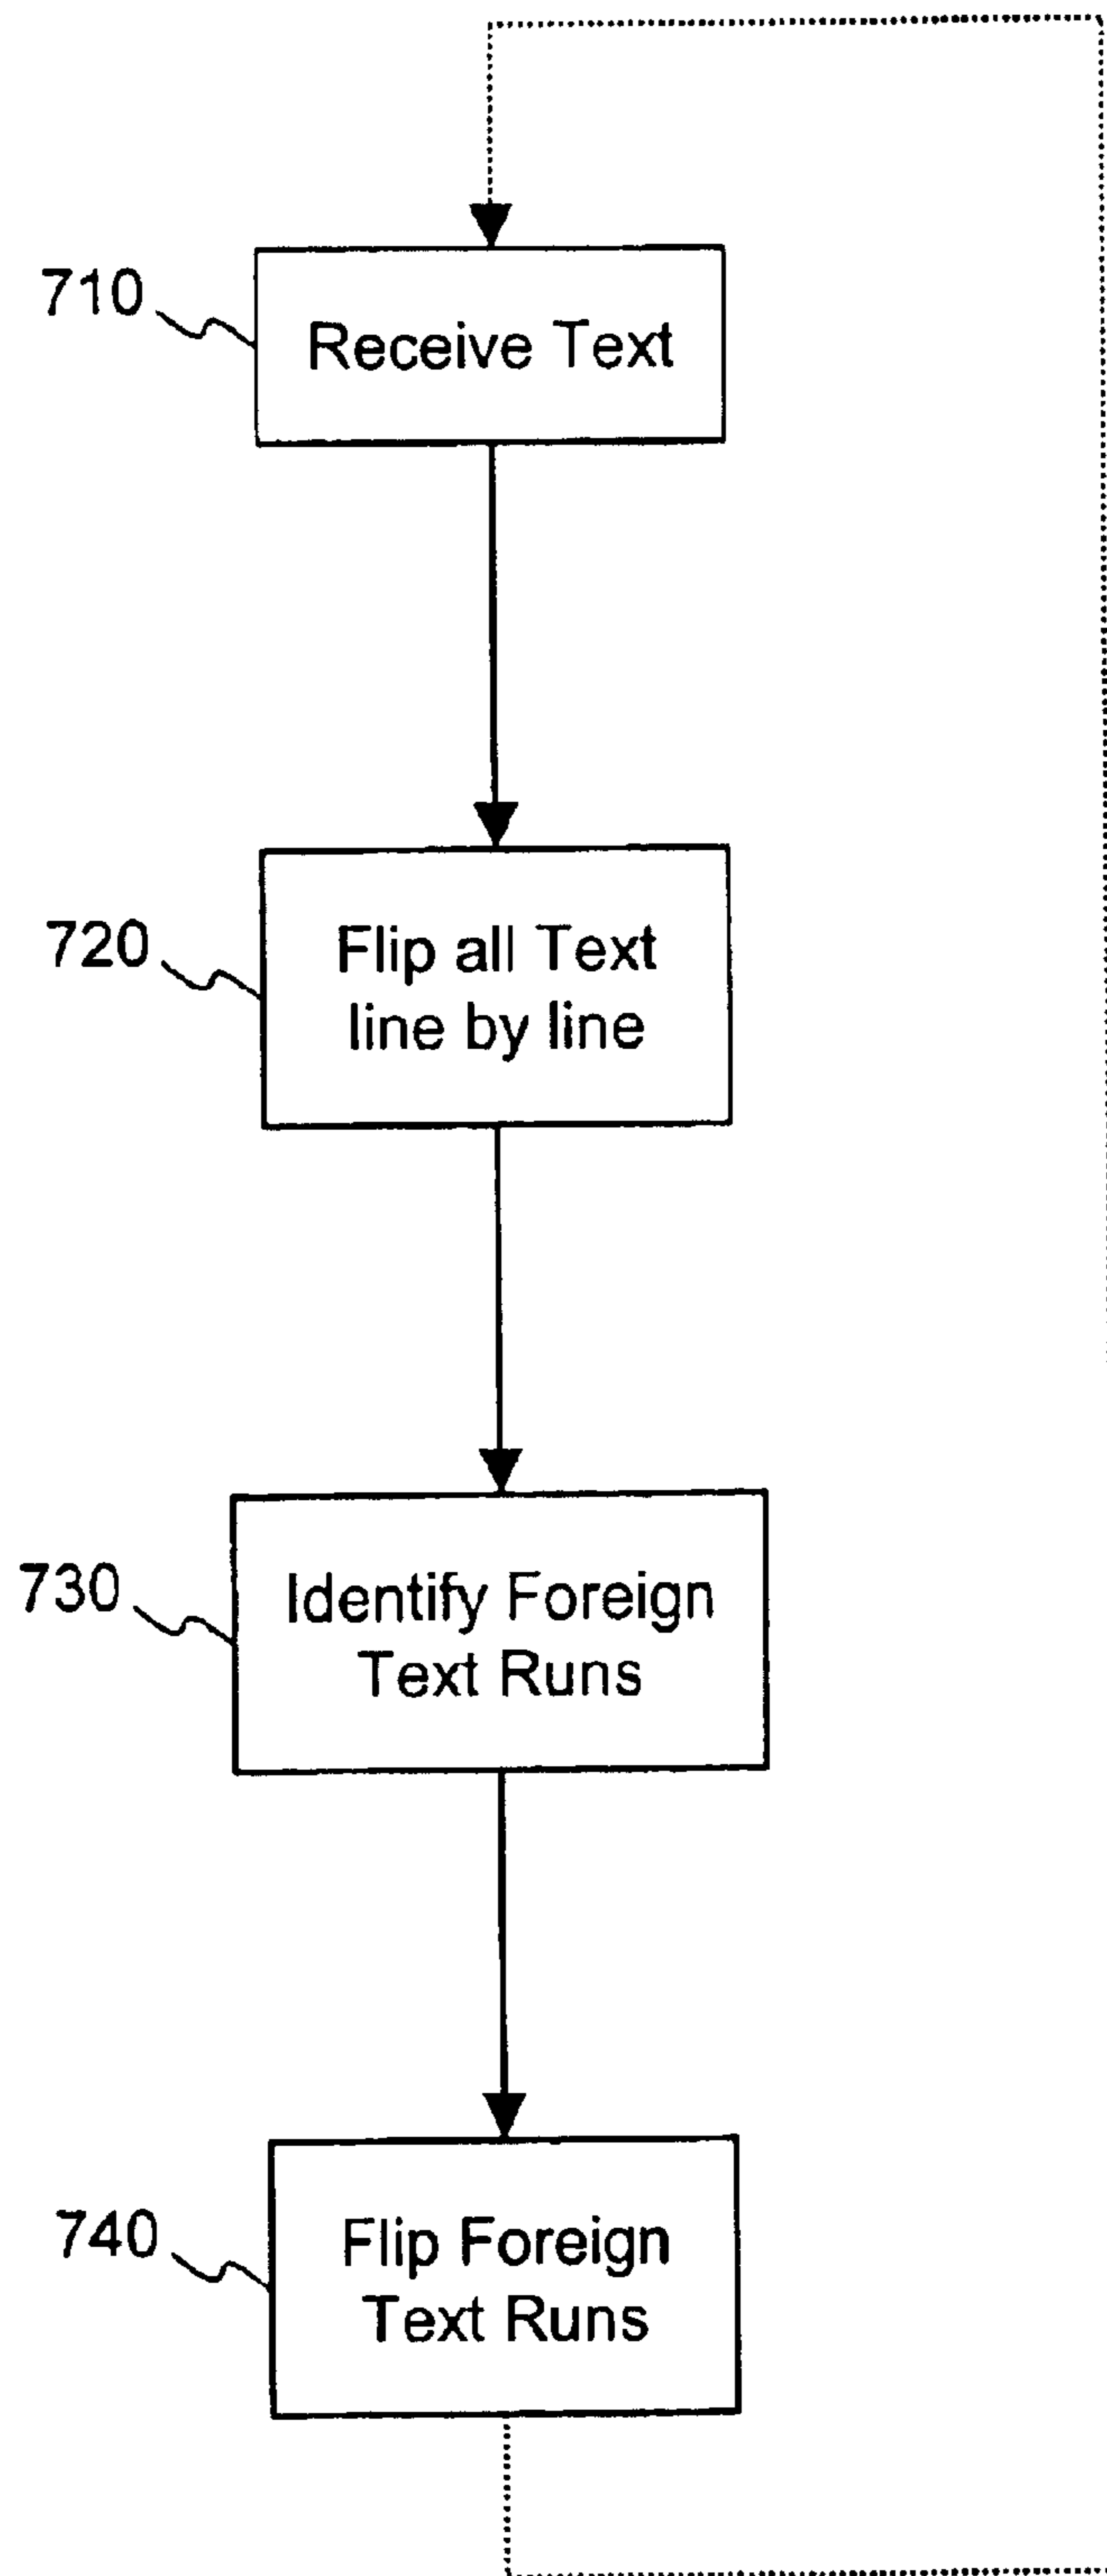 710
Receive Text
720
Flip all Text
line by line
730
Identify Foreign
Text Runs
740
Flip Foreign
Text Runs